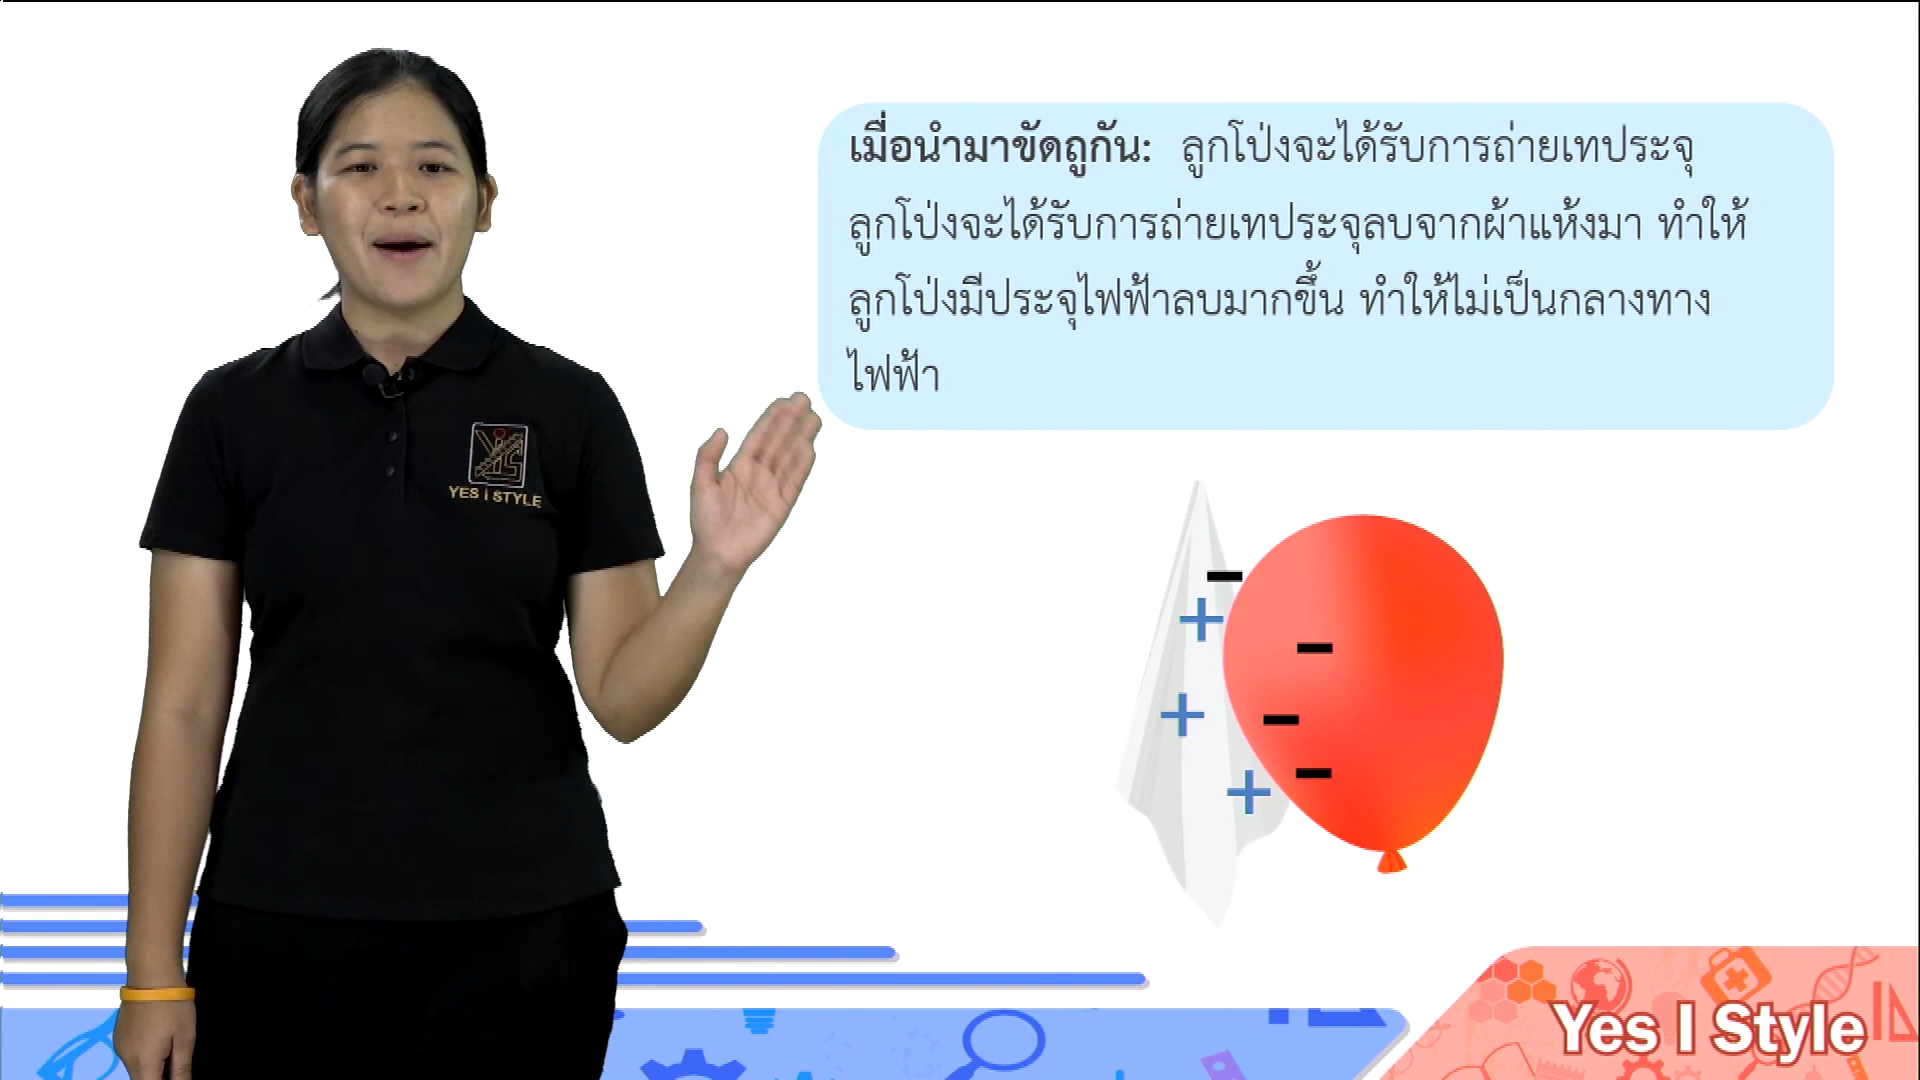 เมื่อนำมาขัดถูกัน: ลูกโป่งจะได้รับการถ่ายเทประจุ
ลูกโป่งจะได้รับการถ่ายเทประจุลบจากผ้าแห้งมา ทำให้
ลูกโป่งมีประจุไฟฟ้าลบมากขึ้น ทำให้ไม่เป็นกลางทาง
ไฟฟ้า
YES I STYLE
Yes I Style